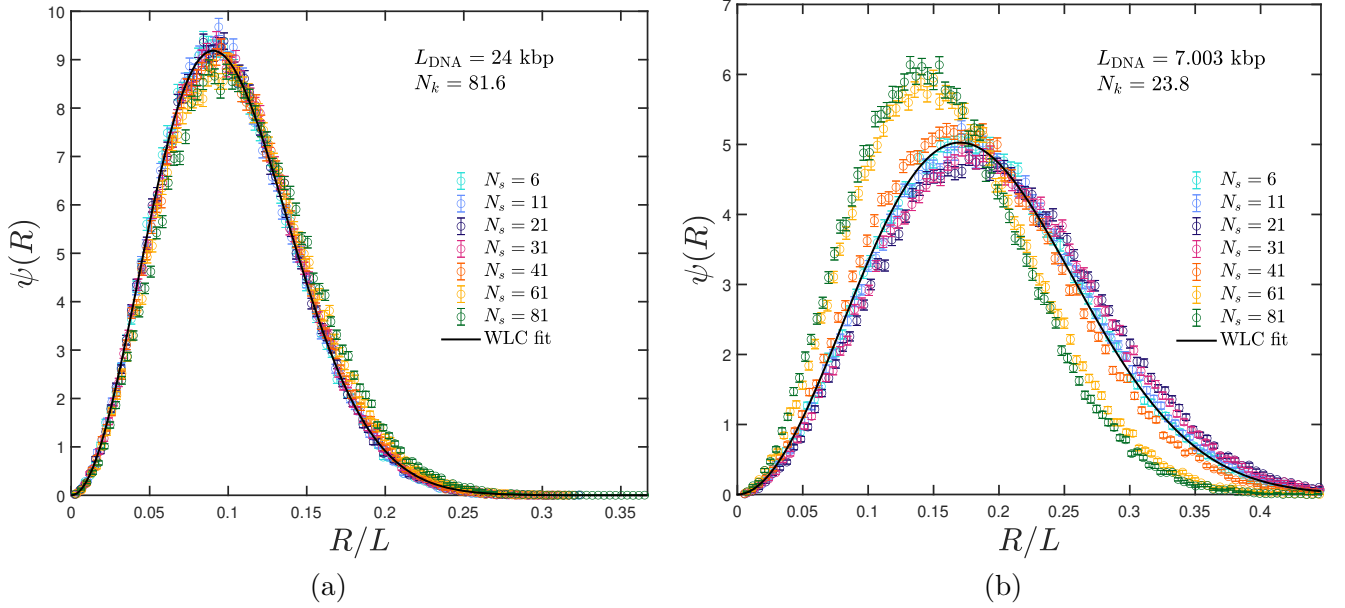 10
9
8
7
6
5
4
3
2
1
0
0 0.05 0.1 0.15 0.2 0.25 0.3 0.35
ψ(R)
R/L
L_DNA = 24 kbp
N_k = 81.6
N_s = 6
N_s = 11
N_s = 21
N_s = 31
N_s = 41
N_s = 61
N_s = 81
WLC fit
(a)
7
6
5
4
3
2
1
0
0 0.05 0.1 0.15 0.2 0.25 0.3 0.35 0.4
ψ(R)
R/L
L_DNA = 7.003 kbp
N_k = 23.8
N_s = 6
N_s = 11
N_s = 21
N_s = 31
N_s = 41
N_s = 61
N_s = 81
WLC fit
(b)